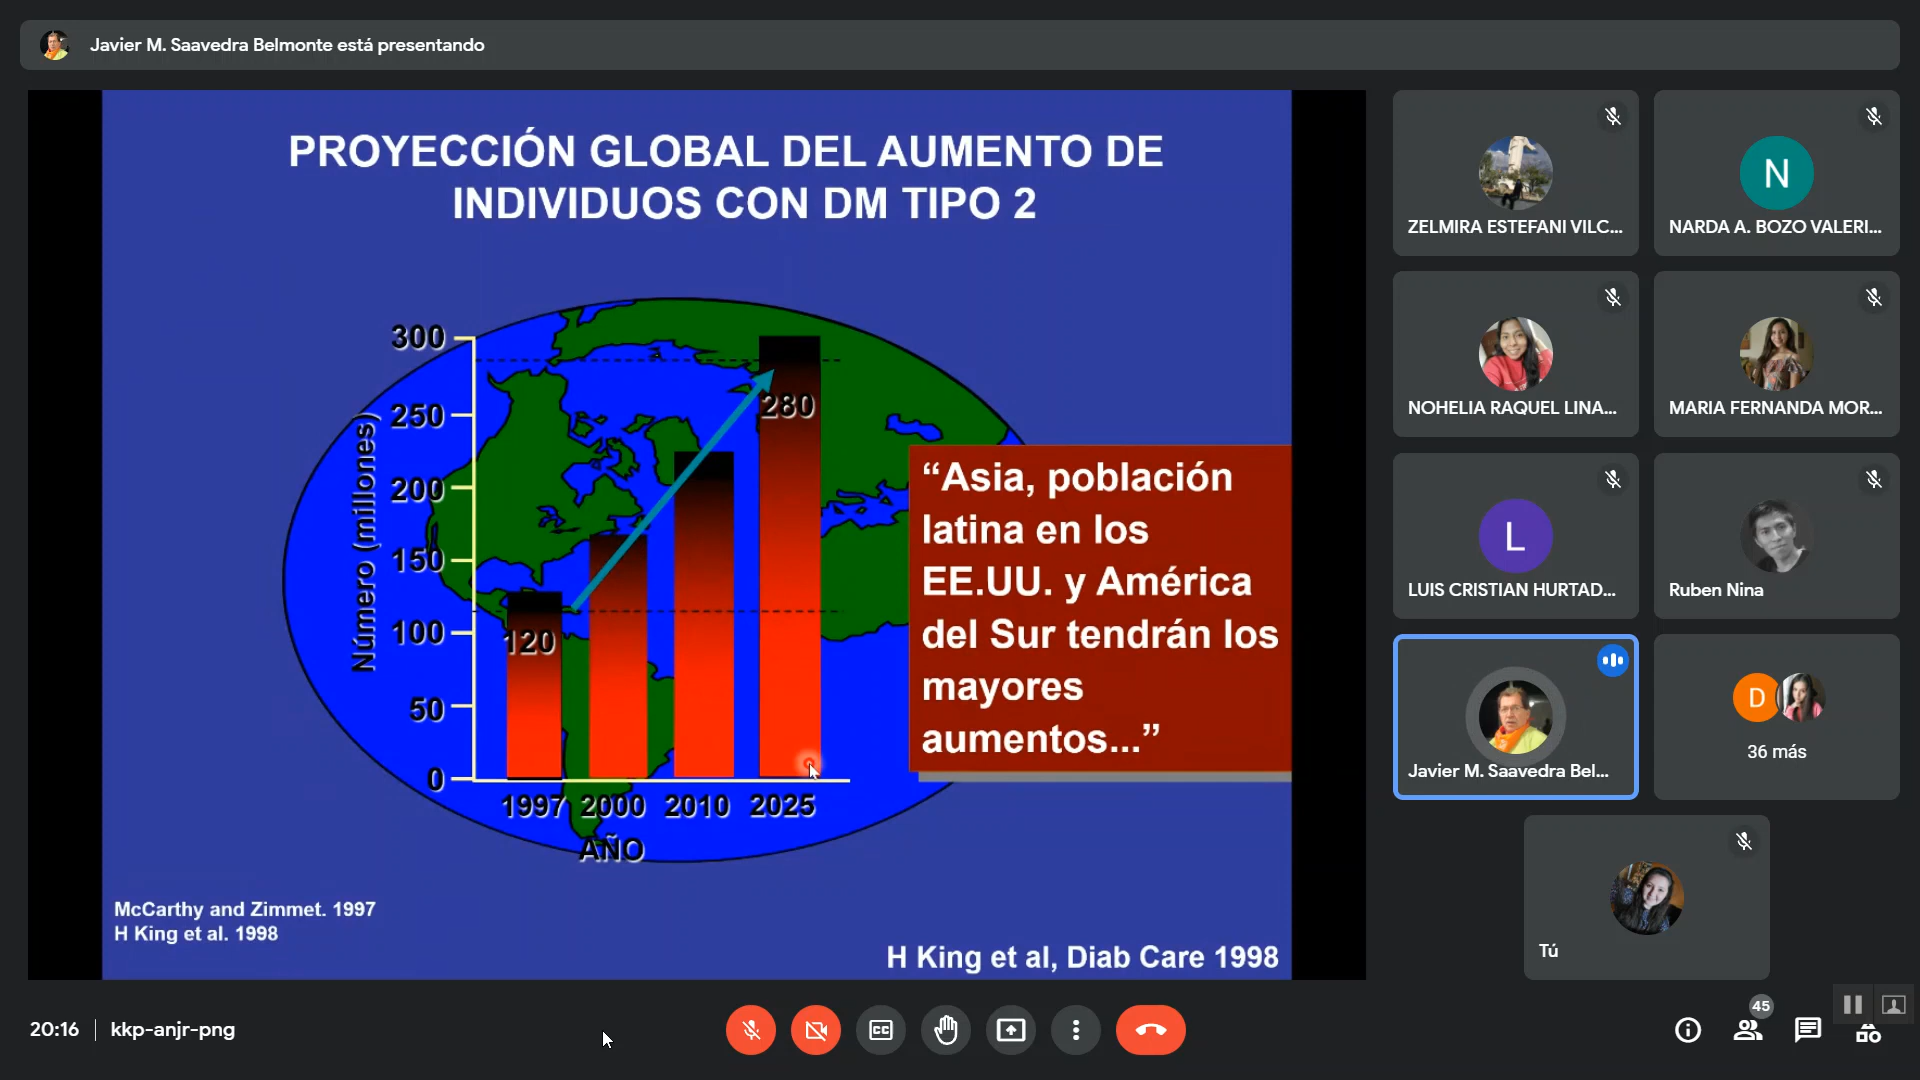 Javier M. Saavedra Belmonte está presentando
PROYECCIÓN GLOBAL DEL AUMENTO DE
INDIVIDUOS CON DM TIPO 2
300
250
200
150
100
50
0
Número (millones)
120
280
1997 2000 2010 2025
AÑO
“Asia, población
latina en los
EE.UU. y América
del Sur tendrán los
mayores
aumentos...”
McCarthy and Zimmet. 1997
H King et al. 1998
H King et al, Diab Care 1998
ZELMIRA ESTEFANI VILC...
N
NARDA A. BOZO VALERI...
NOHELIA RAQUEL LINA...
MARIA FERNANDA MOR...
L
LUIS CRISTIAN HURTAD...
Ruben Nina
Javier M. Saavedra Bel...
D
36 más
Tú
20:16 | kkp-anjr-png
CC
45